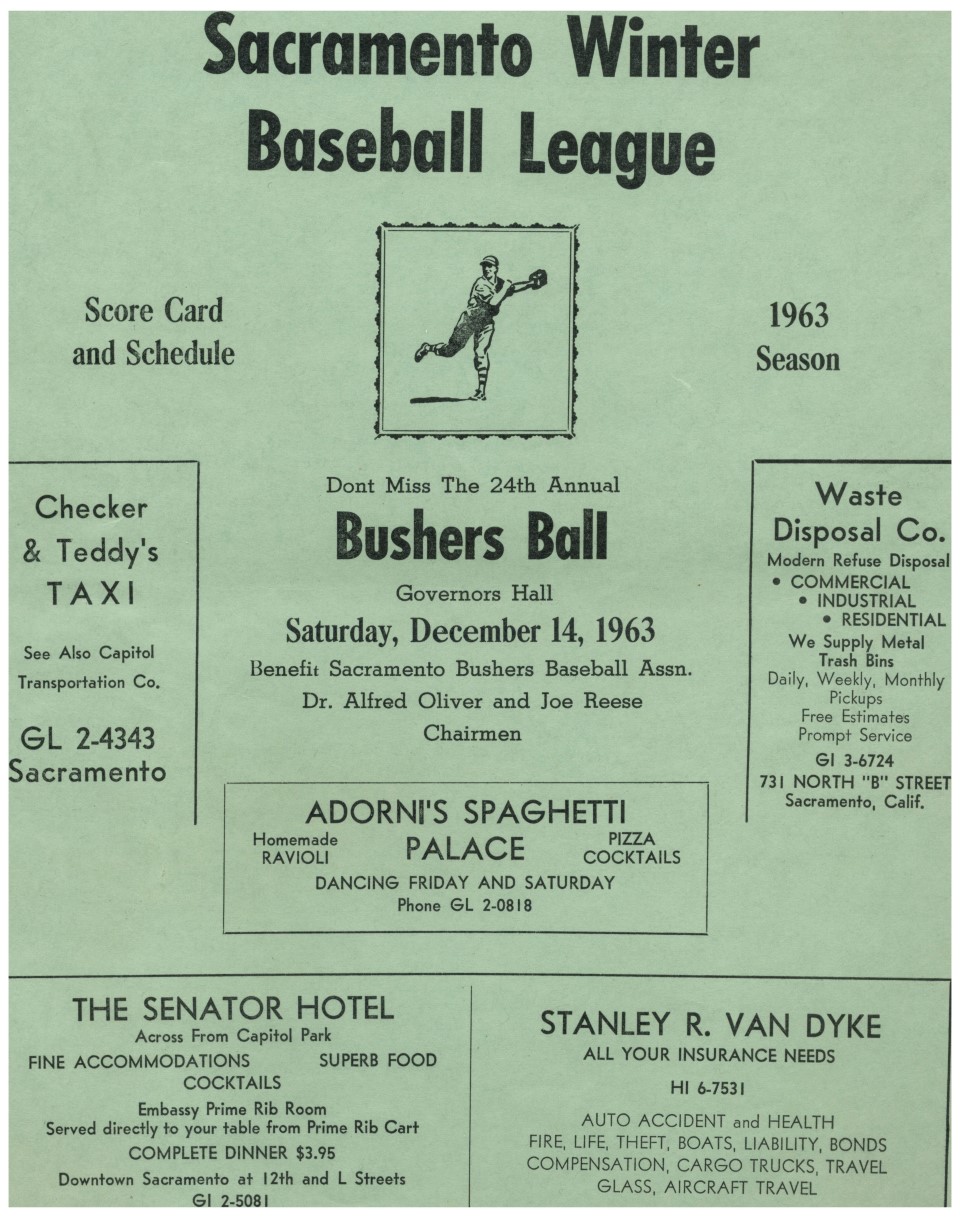 Sacramento Winter
Baseball League
Score Card
and Schedule
1963
Season
Dont Miss The 24th Annual
Bushers Ball
Governors Hall
Saturday, December 14, 1963
Benefit Sacramento Bushers Baseball Assn.
Dr. Alfred Oliver and Joe Reese
Chairmen
Checker
& Teddy's
TAXI
See Also Capitol
Transportation Co.
GL 2-4343
Sacramento
Waste
Disposal Co.
Modern Refuse Disposal
• COMMERCIAL
• INDUSTRIAL
• RESIDENTIAL
We Supply Metal
Trash Bins
Daily, Weekly, Monthly
Pickups
Free Estimates
Prompt Service
GI 3-6724
731 NORTH "B" STREET
Sacramento, Calif.
ADORNI'S SPAGHETTI
PALACE
Homemade
RAVIOLI
PIZZA
COCKTAILS
DANCING FRIDAY AND SATURDAY
Phone GL 2-0818
THE SENATOR HOTEL
Across From Capitol Park
FINE ACCOMMODATIONS SUPERB FOOD
COCKTAILS
Embassy Prime Rib Room
Served directly to your table from Prime Rib Cart
COMPLETE DINNER $3.95
Downtown Sacramento at 12th and L Streets
GI 2-5081
STANLEY R. VAN DYKE
ALL YOUR INSURANCE NEEDS
HI 6-7531
AUTO ACCIDENT and HEALTH
FIRE, LIFE, THEFT, BOATS, LIABILITY, BONDS
COMPENSATION, CARGO TRUCKS, TRAVEL
GLASS, AIRCRAFT TRAVEL